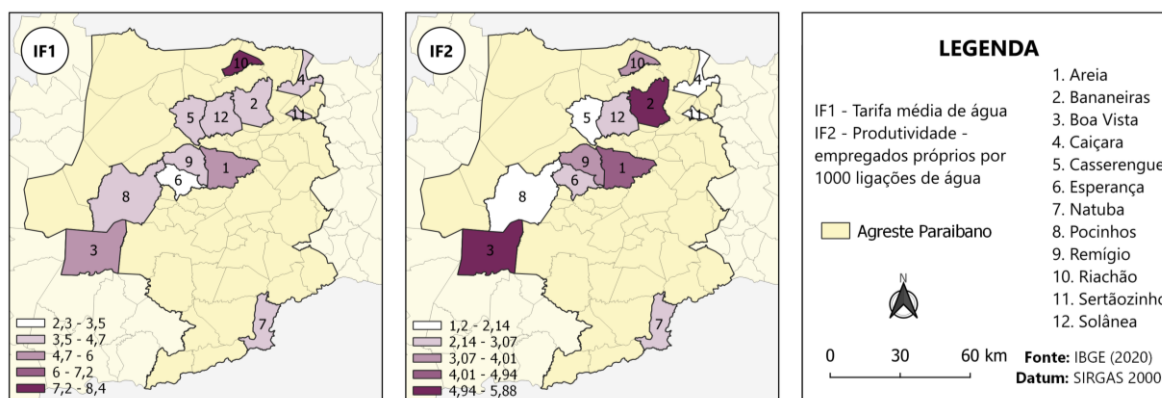 IF1
10
4
2
5
12
11
9
1
6
8
3
7
2,3 - 3,5
3,5 - 4,7
4,7 - 6
6 - 7,2
7,2 - 8,4
IF2
10
4
2
5
12
11
9
1
6
8
3
7
1,2 - 2,14
2,14 - 3,07
3,07 - 4,01
4,01 - 4,94
4,94 - 5,88
LEGENDA
IF1 - Tarifa média de água
IF2 - Produtividade -
empregados próprios por
1000 ligações de água
Agreste Paraibano
1. Areia
2. Bananeiras
3. Boa Vista
4. Caiçara
5. Casserengue
6. Esperança
7. Natuba
8. Pocinhos
9. Remígio
10. Riachão
11. Sertãozinho
12. Solânea
N
0 30 60 km
Fonte: IBGE (2020)
Datum: SIRGAS 2000